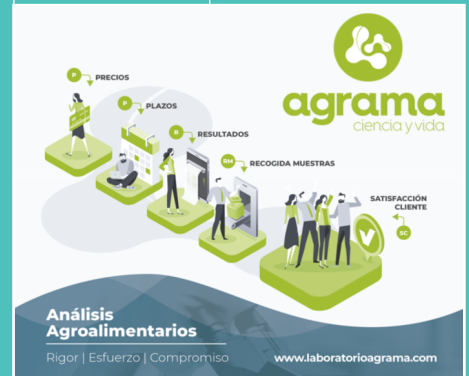 agrama
ciencia y vida
P PRECIOS
P PLAZOS
R RESULTADOS
RM RECOGIDA MUESTRAS
SATISFACCIÓN
CLIENTE
SC
V
Análisis
Agroalimentarios
Rigor | Esfuerzo | Compromiso
www.laboratorioagrama.com